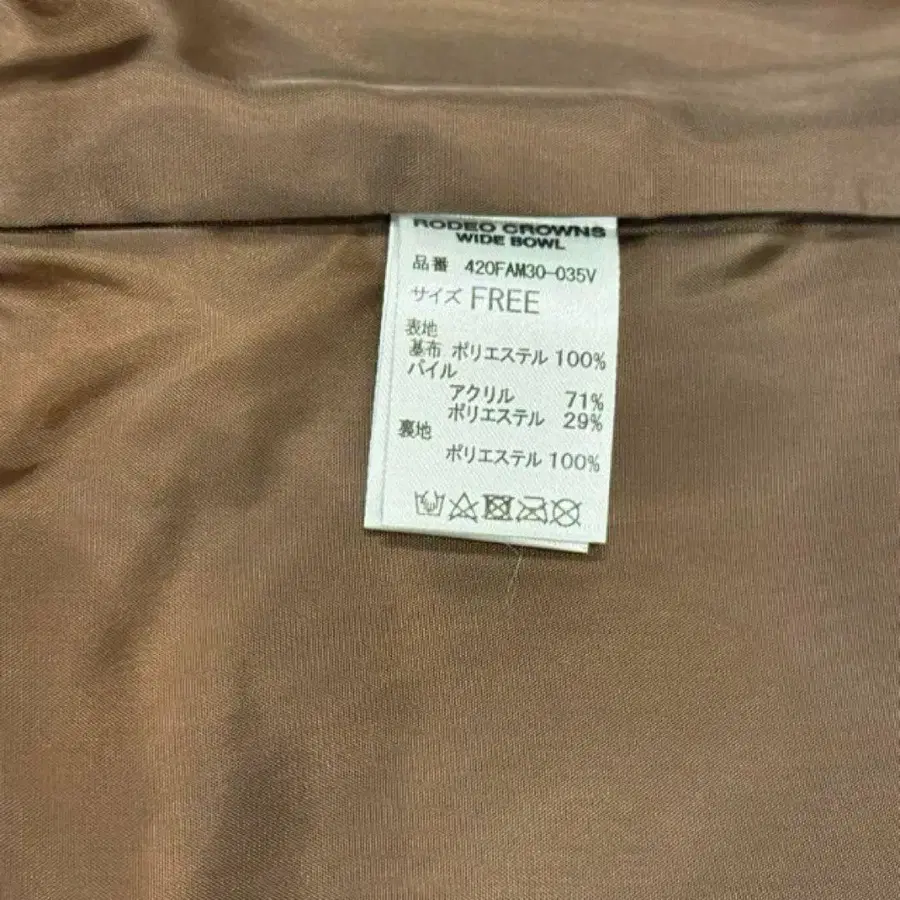 RODEO CROWNS
WIDE BOWL
品番 420FAM30-035V
サイズ FREE
表地
基布 ポリエステル 100%
パイル
アクリル 71%
ポリエステル 29%
裏地
ポリエステル 100%